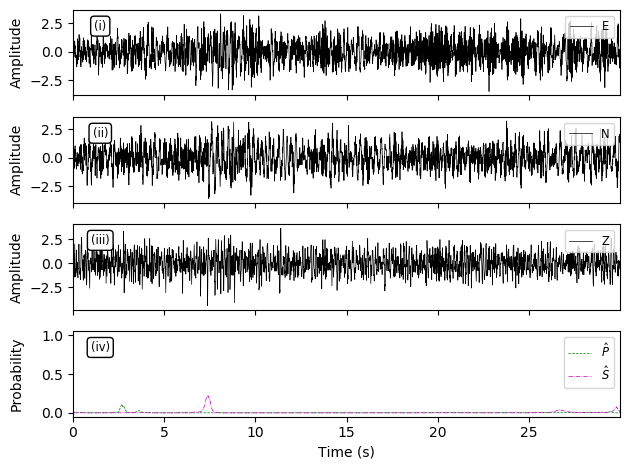 (i)
E
Amplitude
2.5
0.0
−2.5
(ii)
N
Amplitude
2.5
0.0
−2.5
(iii)
Z
Amplitude
2.5
0.0
−2.5
(iv)
P̂
Ŝ
Probability
1.0
0.5
0.0
0 5 10 15 20 25
Time (s)